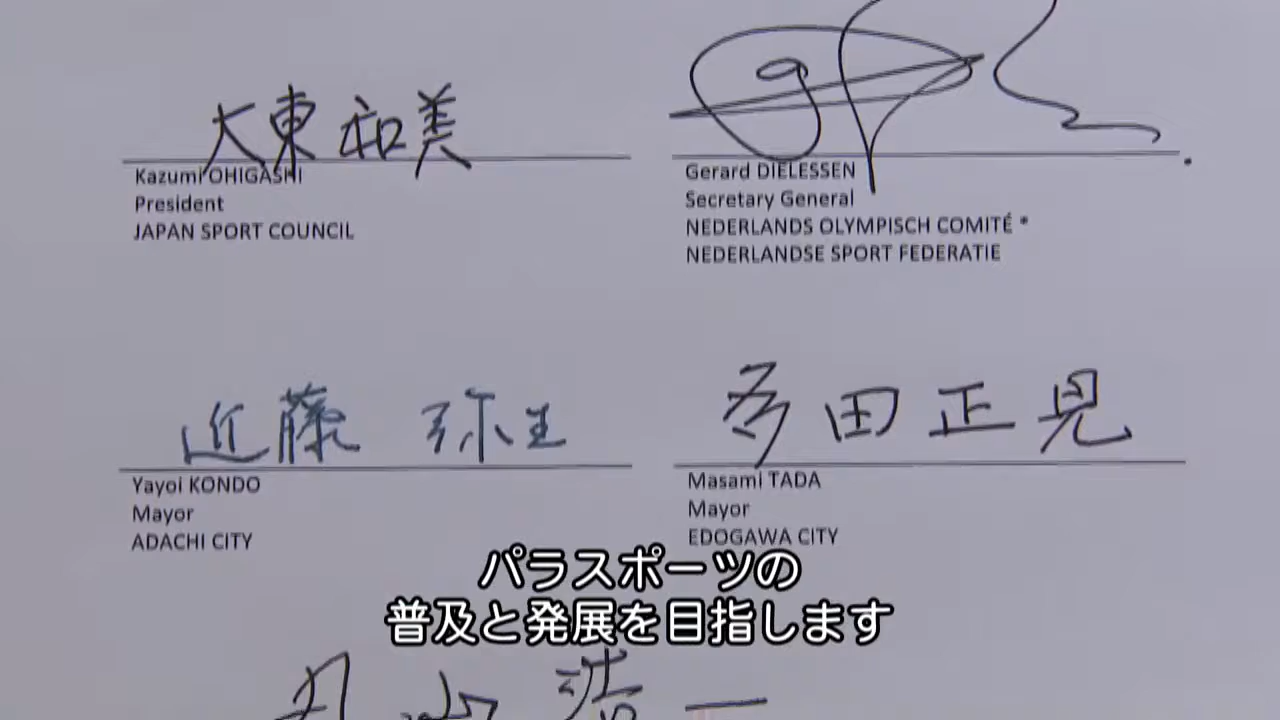 大東和美
Kazumi OHIGASHI
President
JAPAN SPORT COUNCIL
Gerard DIELESSEN
Secretary General
NEDERLANDS OLYMPISCH COMITÉ *
NEDERLANDSE SPORT FEDERATIE
近藤 弥生
Yayoi KONDO
Mayor
ADACHI CITY
多田正見
Masami TADA
Mayor
EDOGAWA CITY
パラスポーツの
普及と発展を目指します